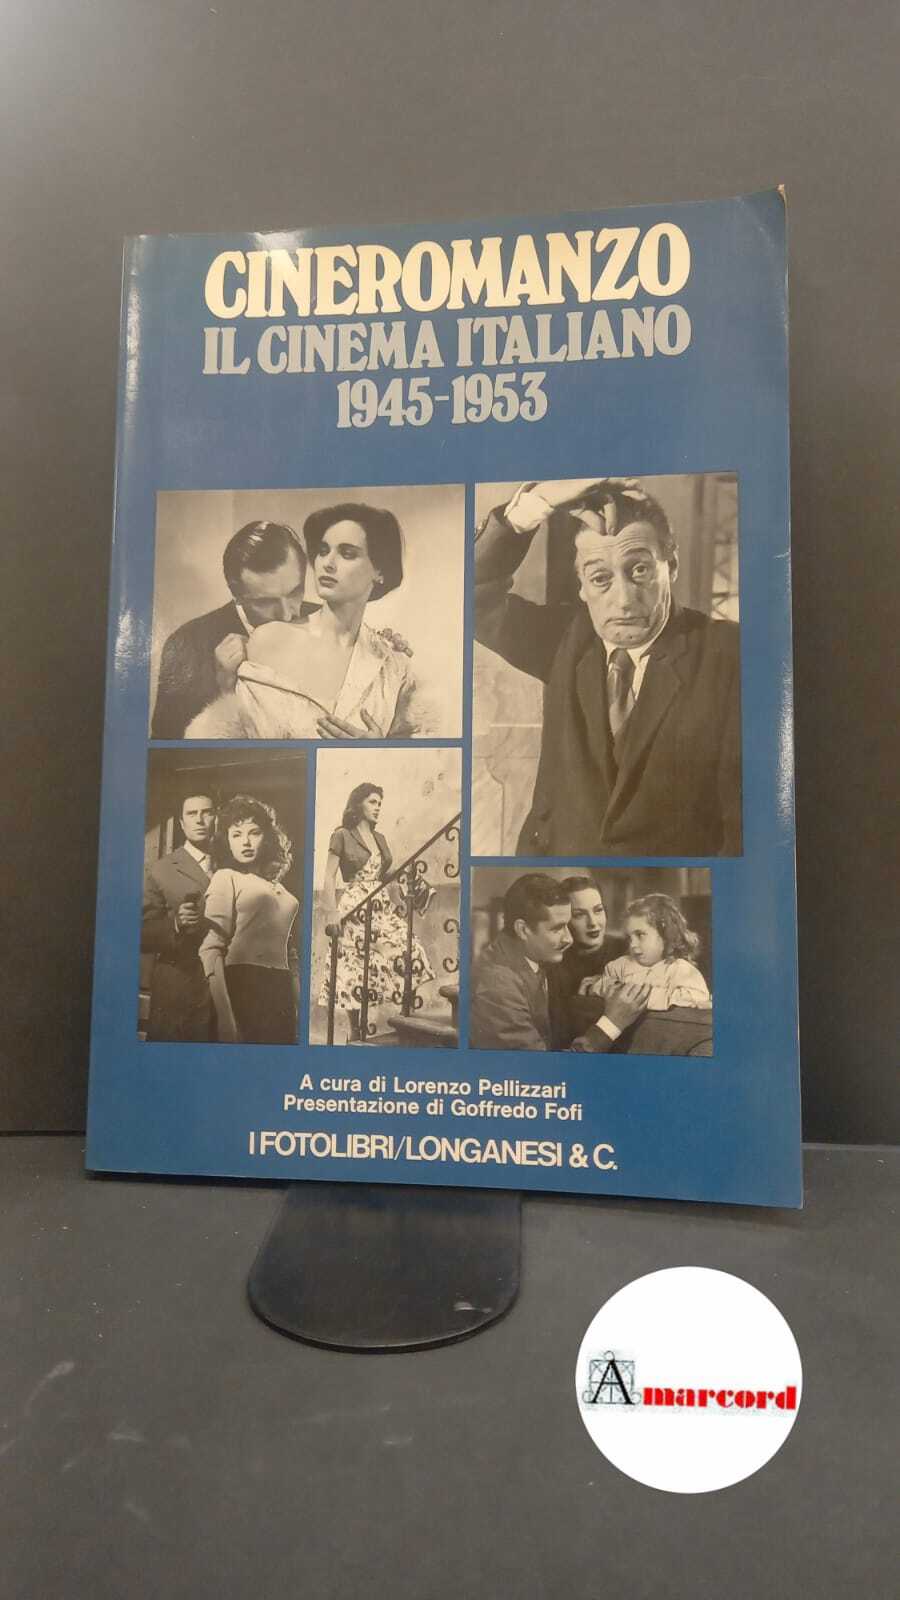 CINEROMANZO
IL CINEMA ITALIANO
1945-1953
A cura di Lorenzo Pellizzari
Presentazione di Goffredo Fofi
I FOTOLIBRI/LONGANESI & C.
Amarcord